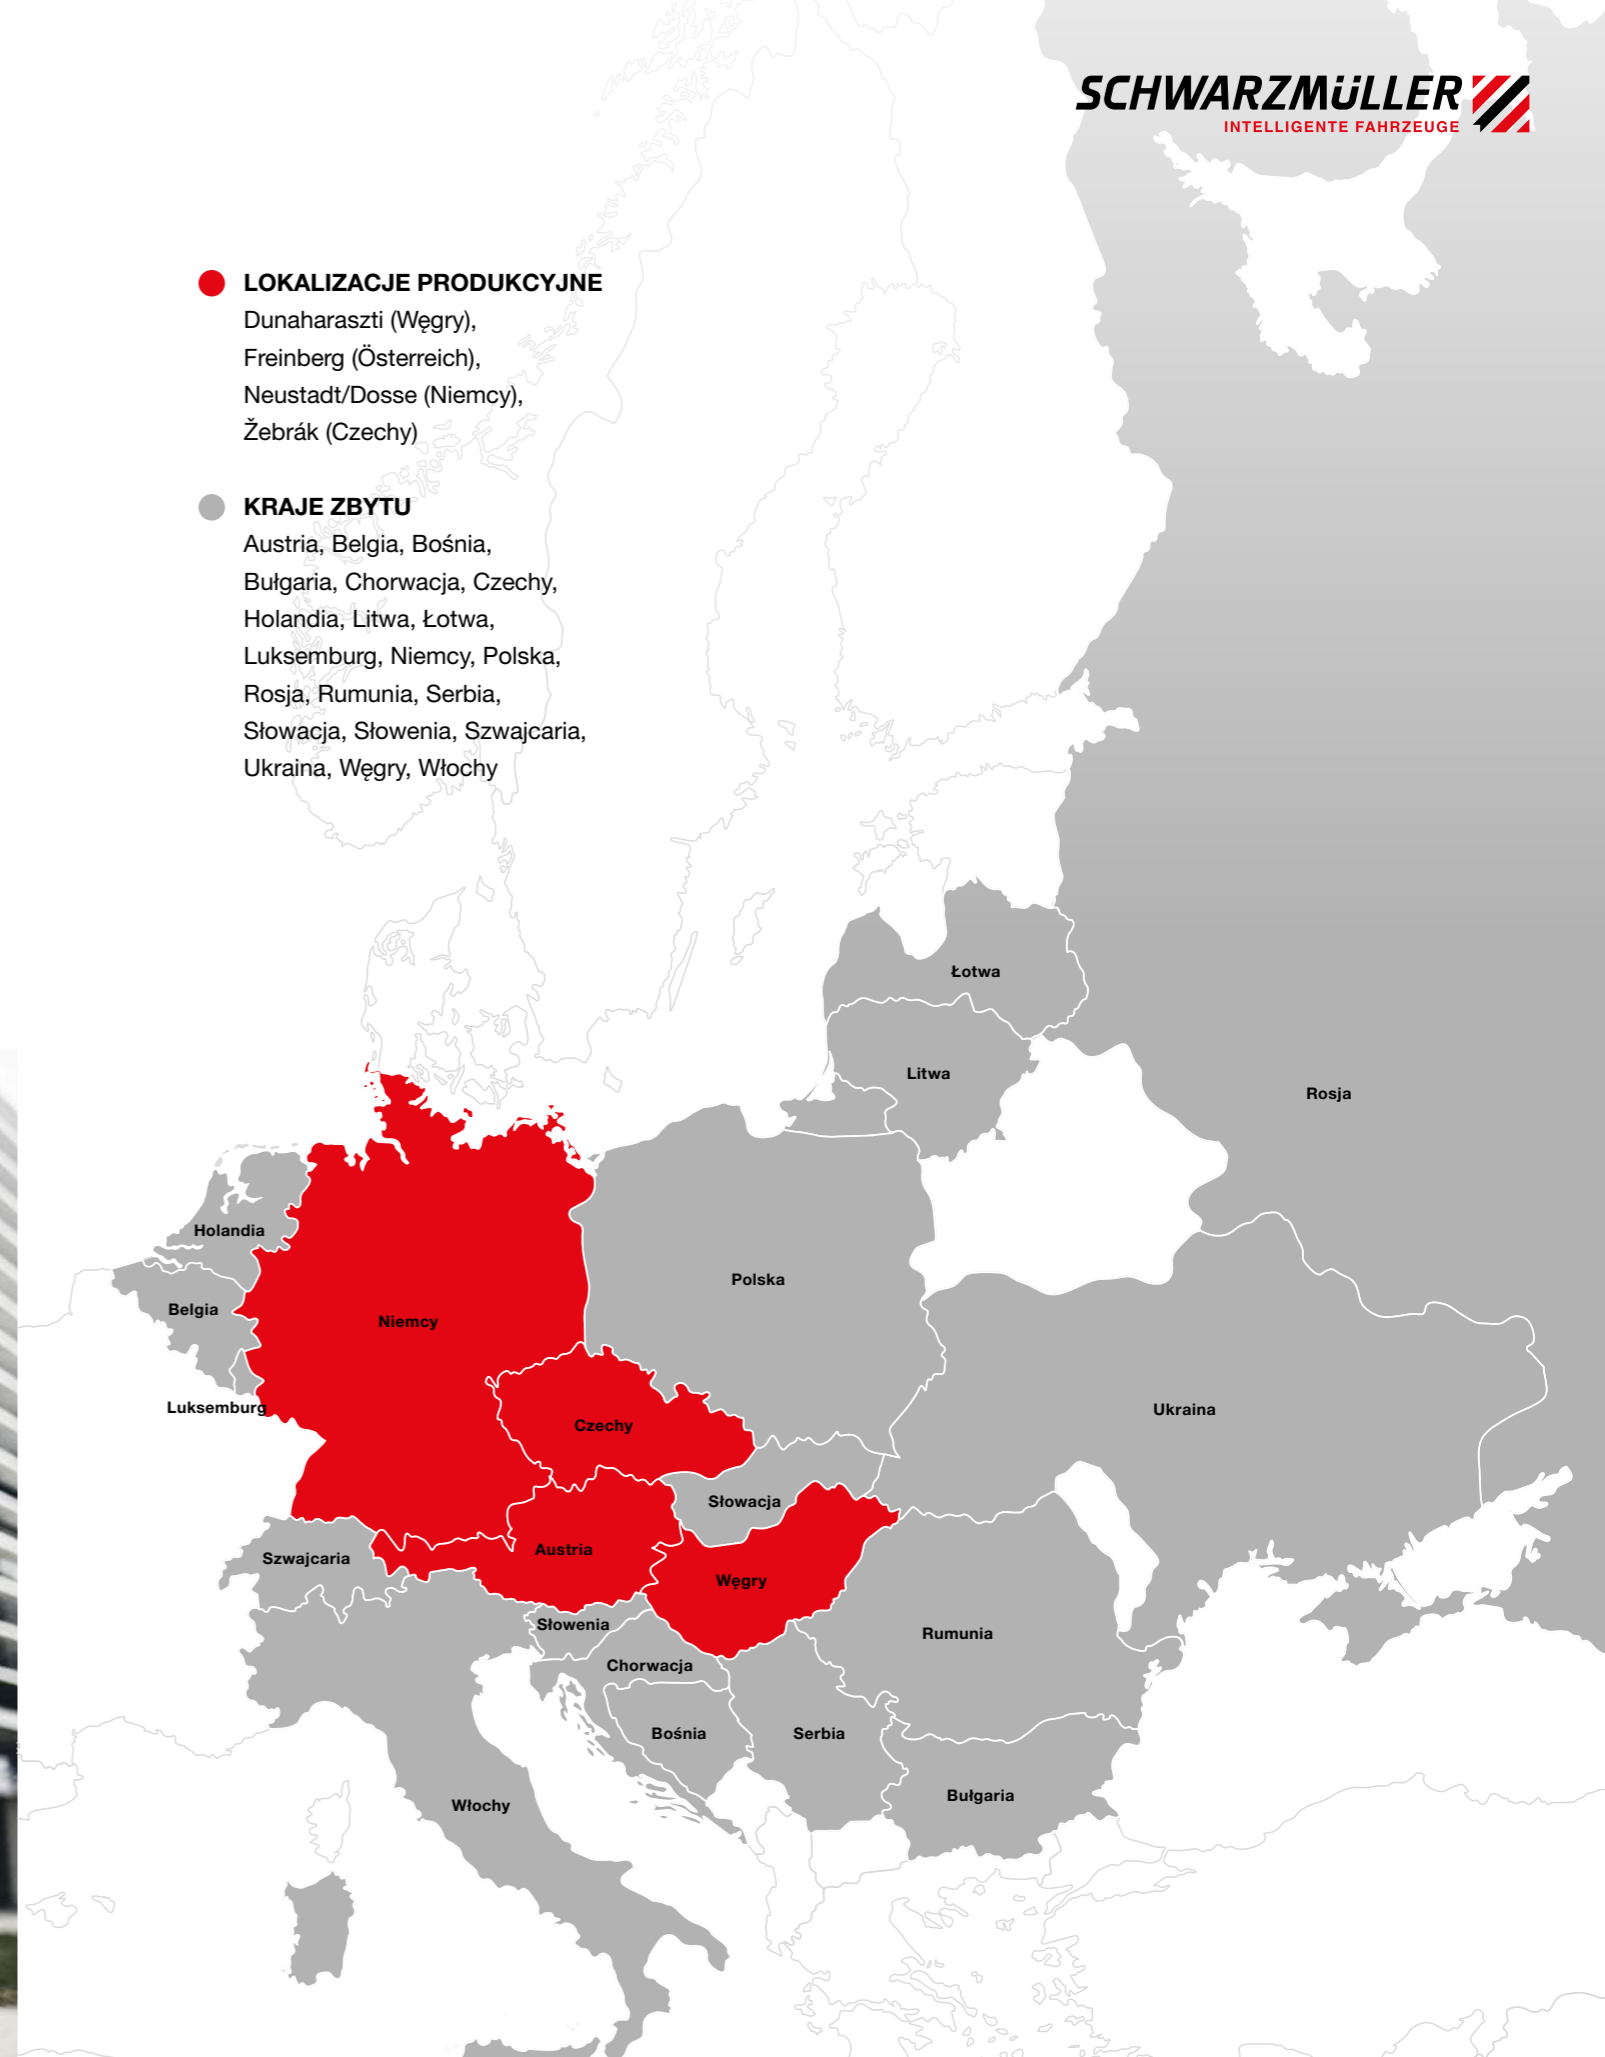 SCHWARZMÜLLER
INTELLIGENTE FAHRZEUGE
LOKALIZACJE PRODUKCYJNE
Dunaharaszti (Węgry),
Freinberg (Österreich),
Neustadt/Dosse (Niemcy),
Žebrák (Czechy)
KRAJE ZBYTU
Austria, Belgia, Bośnia,
Bułgaria, Chorwacja, Czechy,
Holandia, Litwa, Łotwa,
Luksemburg, Niemcy, Polska,
Rosja, Rumunia, Serbia,
Słowacja, Słowenia, Szwajcaria,
Ukraina, Węgry, Włochy
Łotwa
Litwa
Rosja
Holandia
Polska
Belgia
Niemcy
Luksemburg
Ukraina
Czechy
Słowacja
Austria
Szwajcaria
Węgry
Słowenia
Rumunia
Chorwacja
Bośnia
Serbia
Bułgaria
Włochy